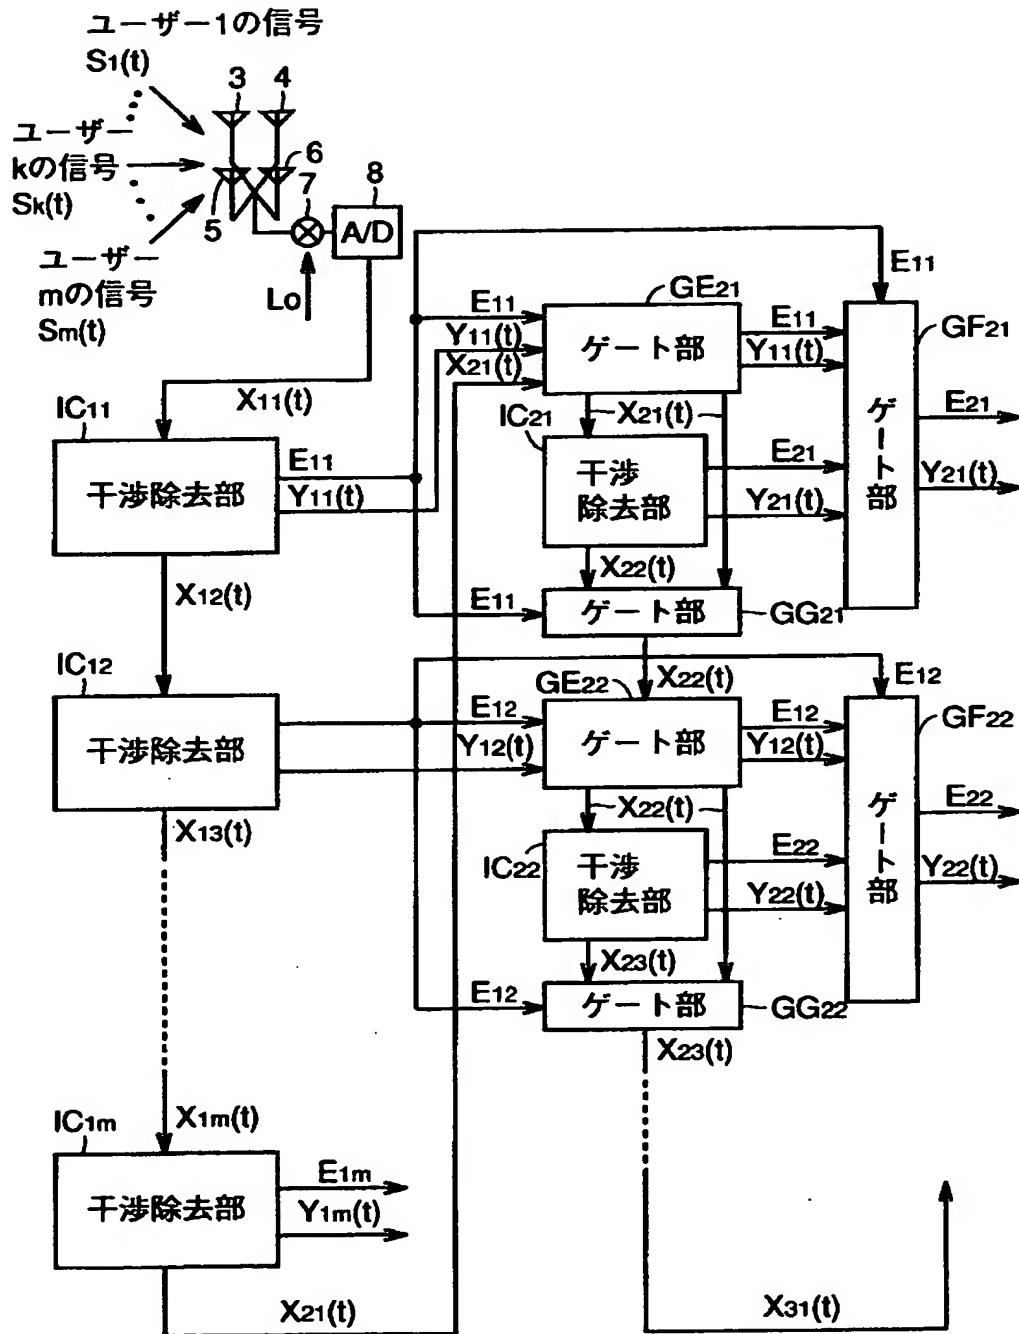 ユーザー1の信号
S1(t)
ユーザー
kの信号
Sk(t)
ユーザー
mの信号
Sm(t)
3
4
5
6
7
8
A/D
Lo
X11(t)
IC11
干渉除去部
E11
Y11(t)
X12(t)
IC12
干渉除去部
X13(t)
X1m(t)
IC1m
干渉除去部
E1m
Y1m(t)
X21(t)
E11
Y11(t)
X21(t)
GE21
ゲート部
E11
Y11(t)
E11
GF21
ゲート部
E21
Y21(t)
X21(t)
IC21
干渉
除去部
E21
Y21(t)
X22(t)
E11
ゲート部
GG21
X22(t)
GE22
E12
Y12(t)
ゲート部
E12
Y12(t)
E12
GF22
ゲート部
E22
Y22(t)
X22(t)
IC22
干渉
除去部
E22
Y22(t)
X23(t)
E12
ゲート部
GG22
X23(t)
X31(t)